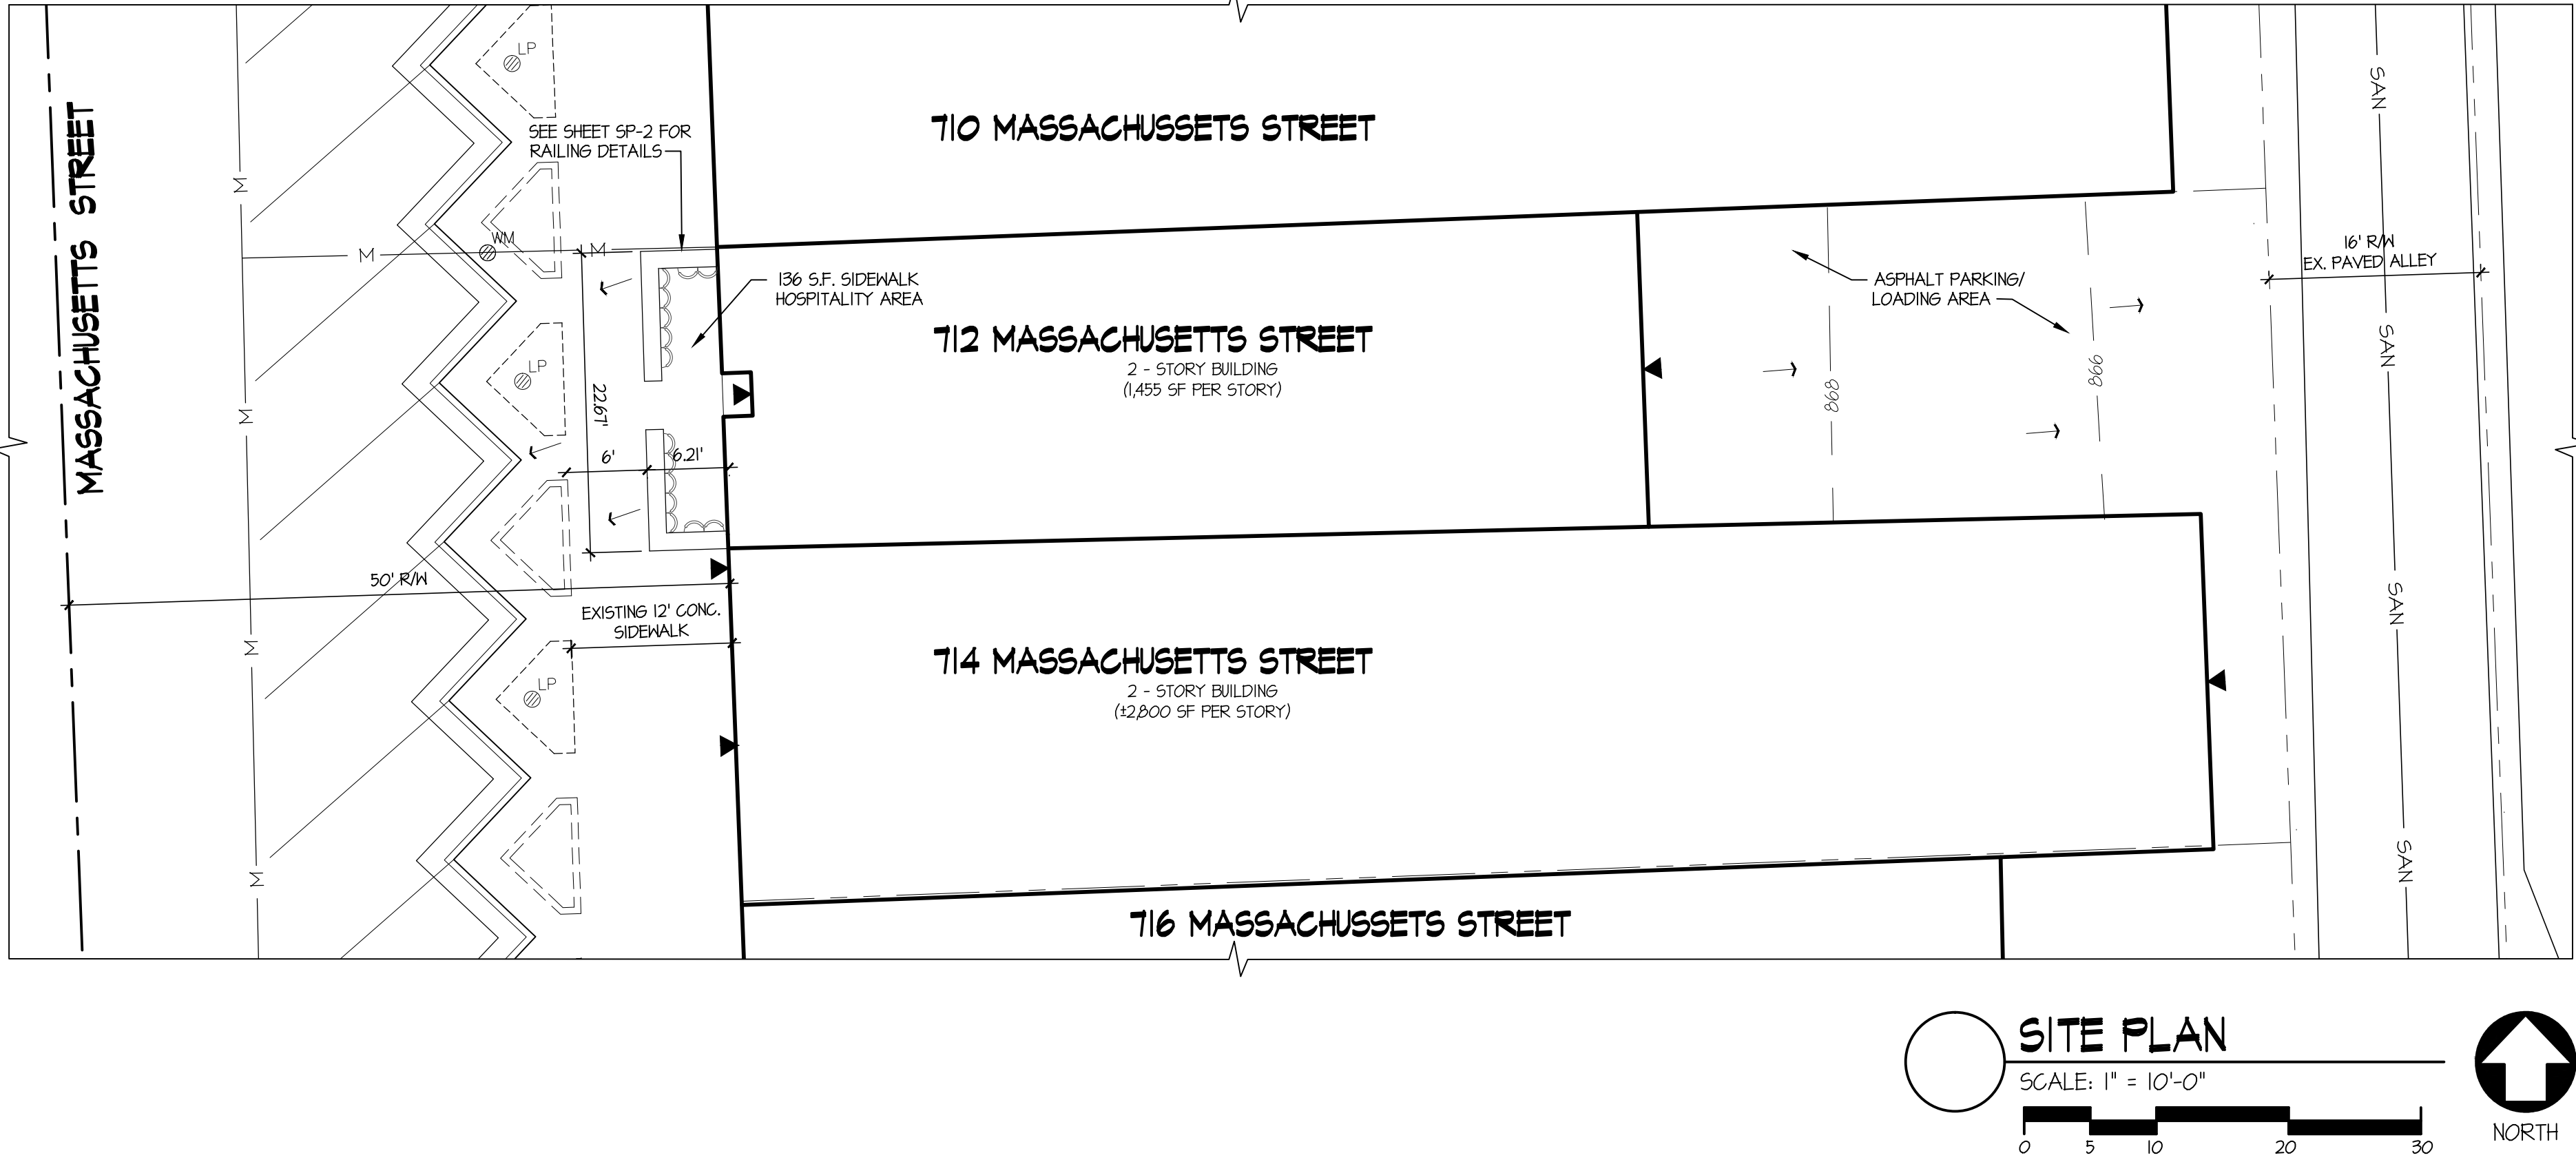 LP
MASSACHUSETTS STREET
SEE SHEET SP-2 FOR
RAILING DETAILS
710 MASSACHUSSETS STREET
SAN
M
WM
M
M
136 S.F. SIDEWALK
HOSPITALITY AREA
ASPHALT PARKING/
LOADING AREA
16' R/W
EX. PAVED ALLEY
712 MASSACHUSETTS STREET
2 - STORY BUILDING
(1,455 SF PER STORY)
LP
22.67'
868
866
SAN
M
6'
6.21'
50' R/W
EXISTING 12' CONC.
SIDEWALK
SAN
M
714 MASSACHUSETTS STREET
2 - STORY BUILDING
(±2,800 SF PER STORY)
LP
M
SAN
716 MASSACHUSSETS STREET
SITE PLAN
SCALE: 1" = 10'-0"
0 5 10 20 30
NORTH